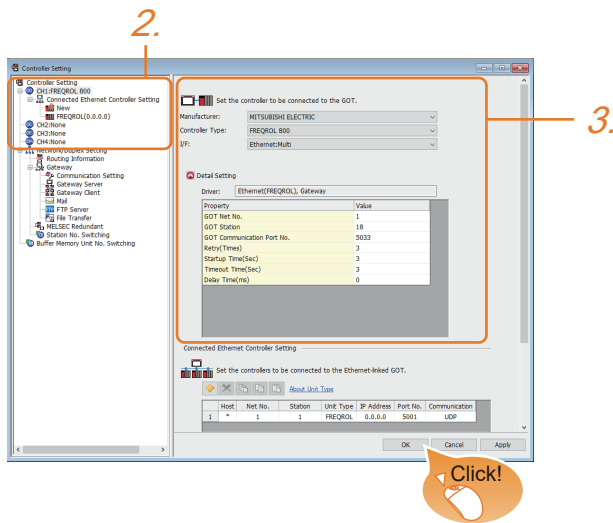 2.
Controller Setting
Controller Setting
CH1:FREQROL 800
Connected Ethernet Controller Setting
New
FREQROL(0.0.0.0)
CH2:None
CH3:None
CH4:None
Network/Duplex Setting
Routing Information
Gateway
Communication Setting
Gateway Server
Gateway Client
Mail
FTP Server
File Transfer
MELSEC Redundant
Station No. Switching
Buffer Memory Unit No. Switching
Set the controller to be connected to the GOT.
Manufacturer: MITSUBISHI ELECTRIC
Controller Type: FREQROL 800
I/F: Ethernet:Multi
3.
Detail Setting
Driver: Ethernet(FREQROL), Gateway
Property Value
GOT Net No. 1
GOT Station 18
GOT Communication Port No. 5033
Retry(Times) 3
Startup Time(Sec) 3
Timeout Time(Sec) 3
Delay Time(ms) 0
Connected Ethernet Controller Setting
Set the controllers to be connected to the Ethernet-linked GOT.
About Unit Type
Host Net No. Station Unit Type IP Address Port No. Communication
1 * 1 1 FREQROL 0.0.0.0 5001 UDP
OK Cancel Apply
Click!